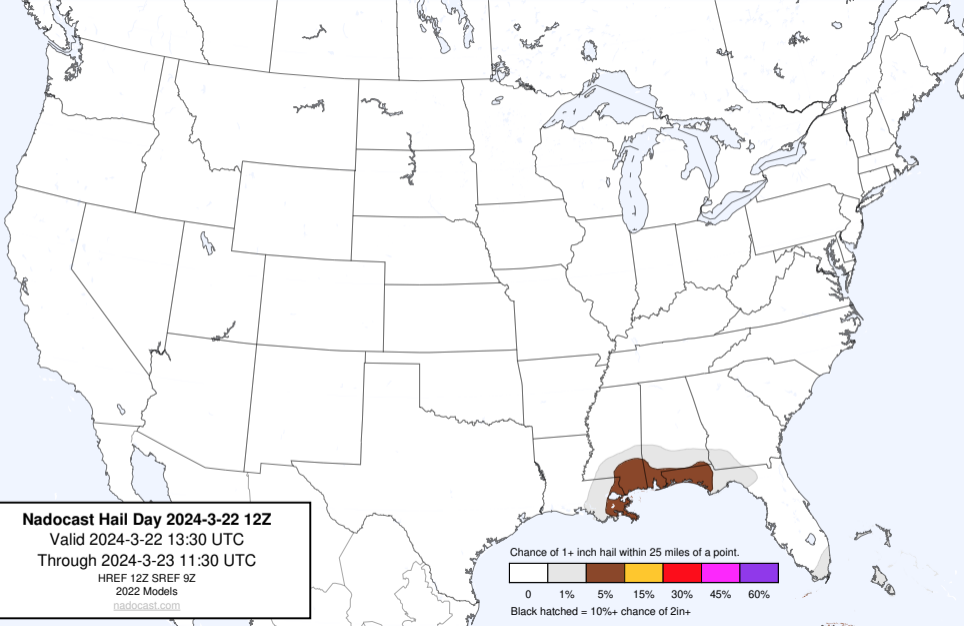 Nadocast Hail Day 2024-3-22 12Z
Valid 2024-3-22 13:30 UTC
Through 2024-3-23 11:30 UTC
HREF 12Z SREF 9Z
2022 Models
nadocast.com
Chance of 1+ inch hail within 25 miles of a point.
0 1% 5% 15% 30% 45% 60%
Black hatched = 10%+ chance of 2in+